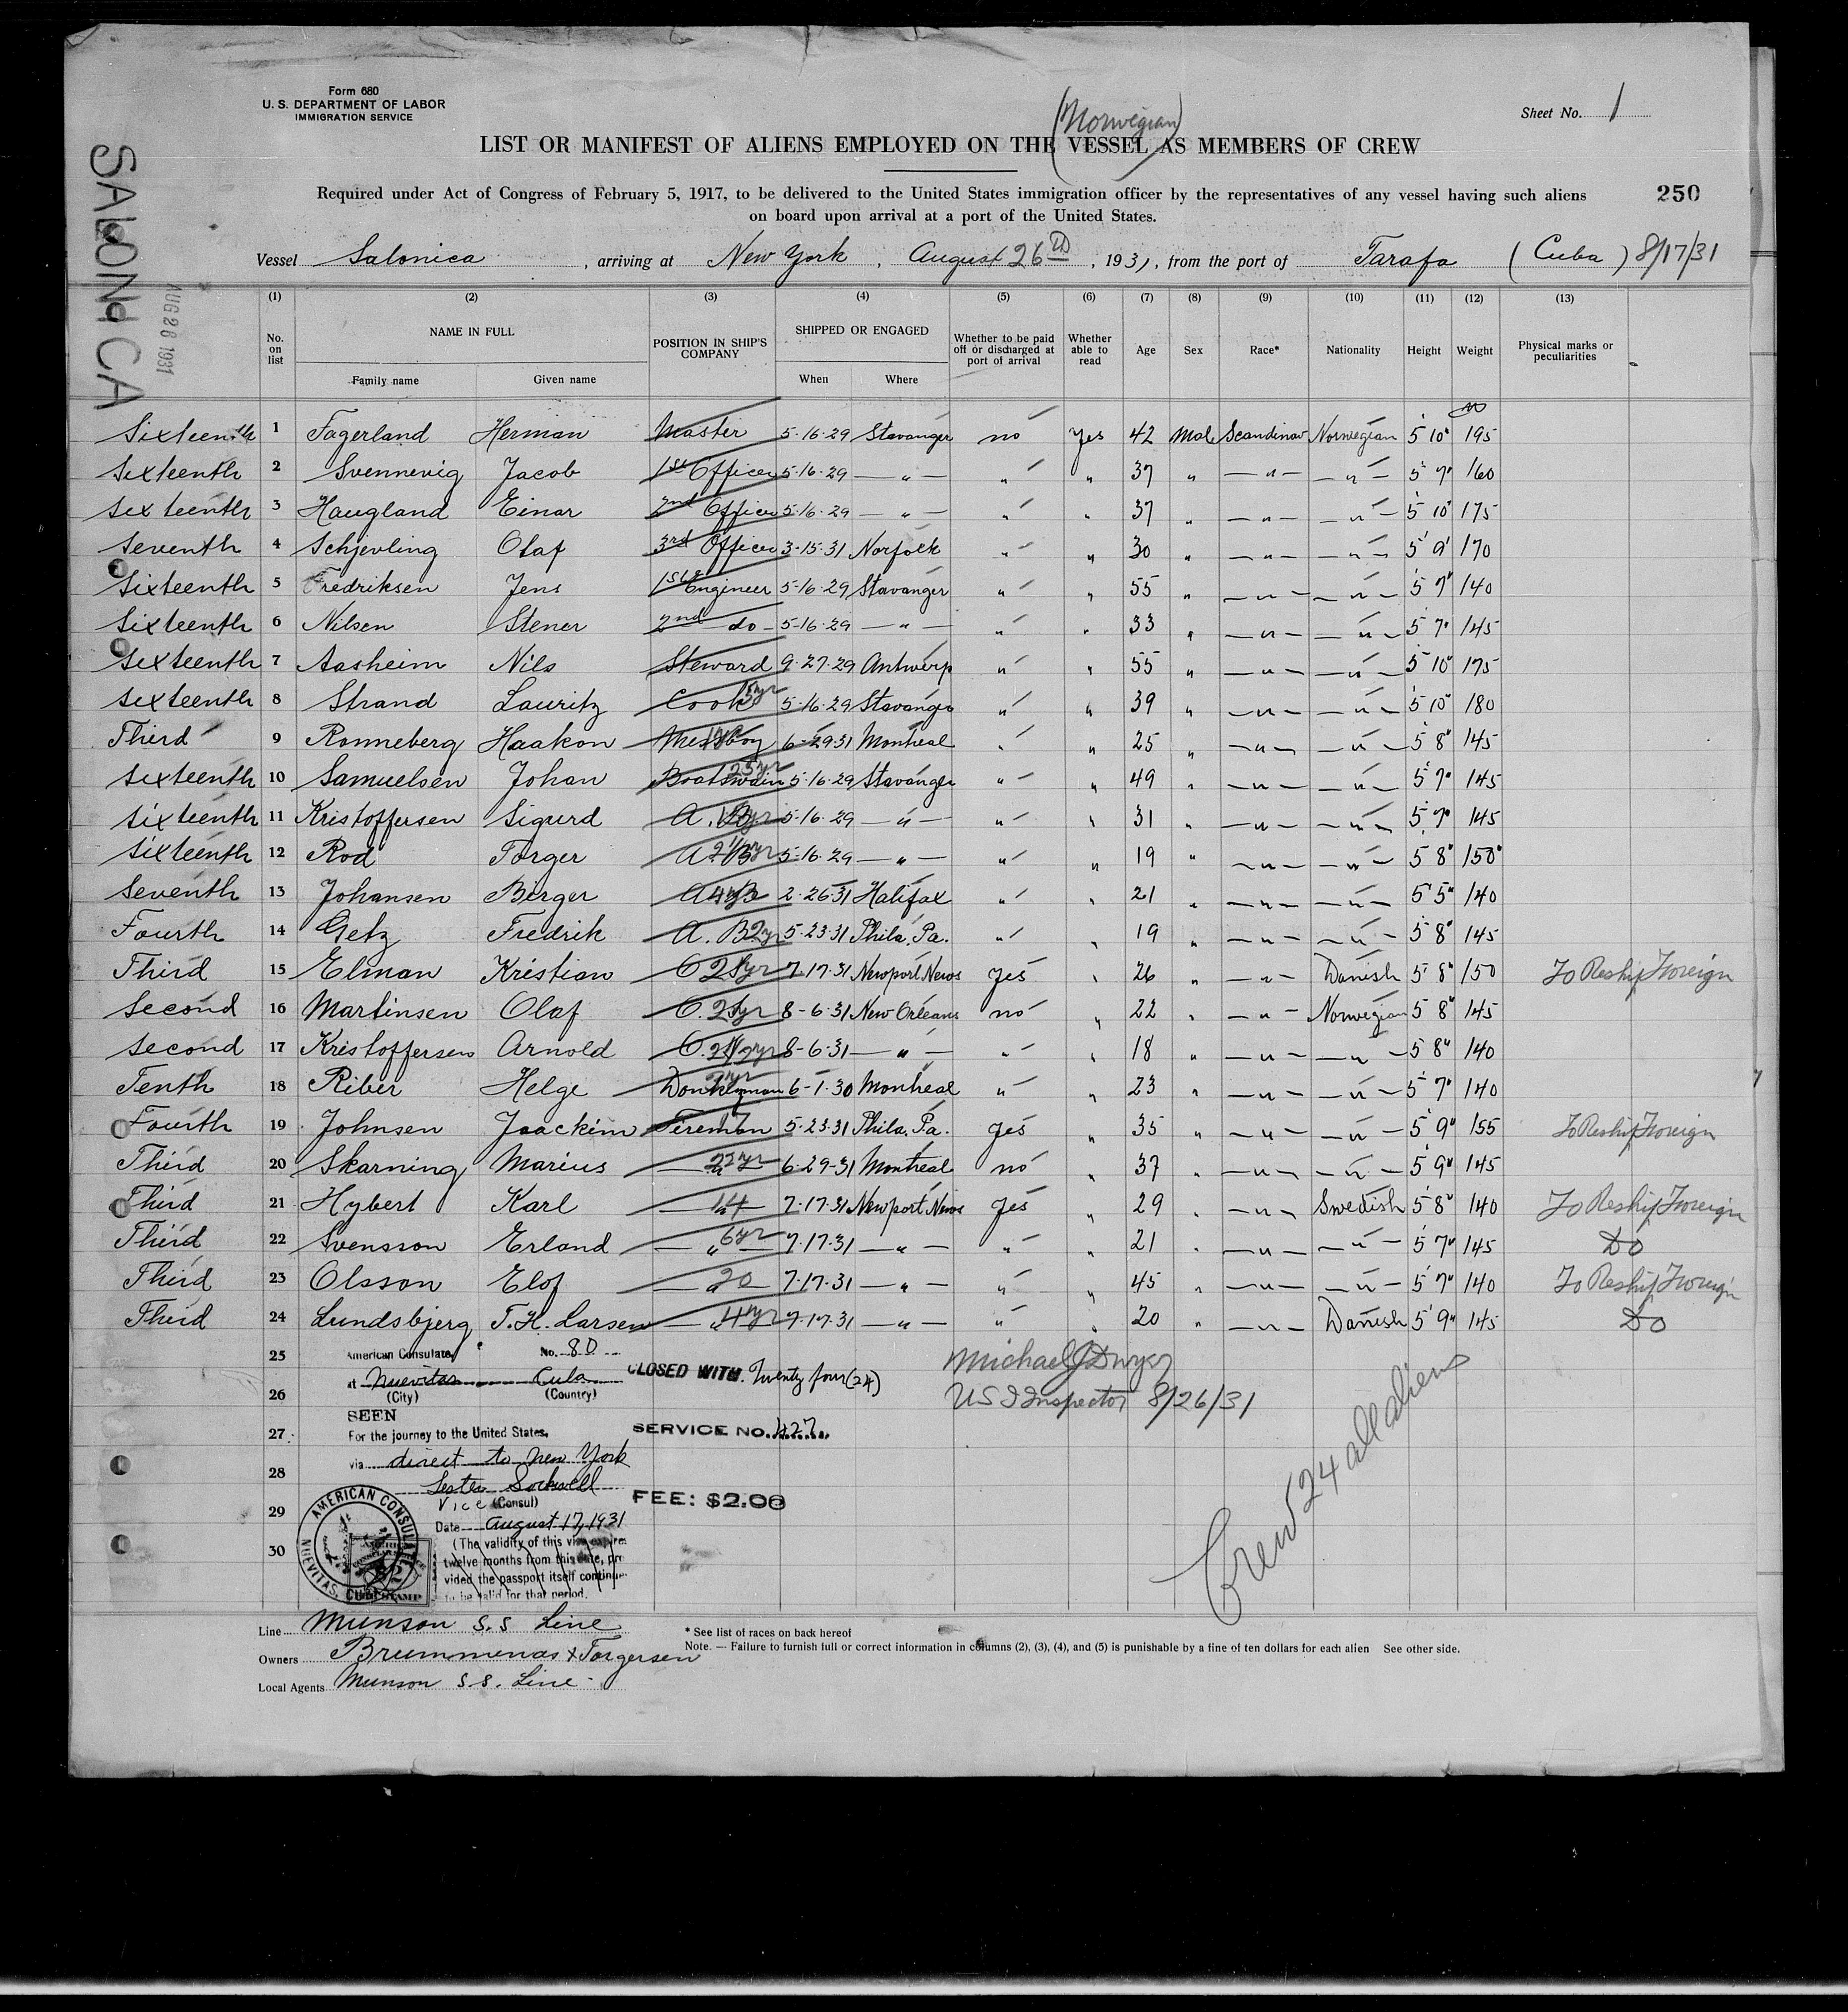 Form 680
U. S. DEPARTMENT OF LABOR
IMMIGRATION SERVICE
Sheet No. 1
(Norwegian)
LIST OR MANIFEST OF ALIENS EMPLOYED ON THE VESSEL AS MEMBERS OF CREW
Required under Act of Congress of February 5, 1917, to be delivered to the United States immigration officer by the representatives of any vessel having such aliens
on board upon arrival at a port of the United States.
250
SALONICA
AUG 26 1931
Vessel Salonica, arriving at New York, August 26th, 1931, from the port of Tarafa (Cuba) 8/17/31
(1) (2) (3) (4) (5) (6) (7) (8) (9) (10) (11) (12) (13)
No. on list NAME IN FULL Family name Given name POSITION IN SHIP'S COMPANY SHIPPED OR ENGAGED When Where Whether to be paid off or discharged at port of arrival Whether able to read Age Sex Race* Nationality Height Weight Physical marks or peculiarities
Sixteenth 1 Fagerland Herman Master 5-16-29 Stavanger no yes 42 Male Scandinav Norwegian 5'10" 195
Sixteenth 2 Svennevig Jacob 1st Officer 5-16-29 — " — " " 37 " — " — — " — 5'7" 160
Sixteenth 3 Haugland Einar 2nd Officer 5-16-29 — " — " " 37 " — " — — " — 5'10" 175
Seventh 4 Schjevling Olaf 3rd Officer 3-15-31 Norfolk " " 30 " — " — — " — 5'9" 170
Sixteenth 5 Fredriksen Jens 1st Engineer 5-16-29 Stavanger " " 55 " — " — — " — 5'7" 140
Sixteenth 6 Nilsen Stener 2nd do 5-16-29 — " — " " 33 " — " — — " — 5'7" 145
Sixteenth 7 Aasheim Nils Steward 9-27-29 Antwerp " " 55 " — " — — " — 5'10" 175
Sixteenth 8 Strand Lauritz Cook 5-16-29 Stavanger " " 39 " — " — — " — 5'10" 180
Third 9 Ronneberg Haakon Messboy 6-29-31 Montreal " " 25 " — " — — " — 5'8" 145
Sixteenth 10 Samuelsen Johan Boatswain 5-16-29 Stavanger " " 49 " — " — — " — 5'7" 145
Sixteenth 11 Kristoffersen Sigurd A. B. 5-16-29 — " — " " 31 " — " — — " — 5'7" 145
Sixteenth 12 Rod Torger A. B. 5-16-29 — " — " " 19 " — " — — " — 5'8" 150
Seventh 13 Johansen Birger A. B. 2-26-31 Halifax " " 21 " — " — — " — 5'5" 140
Fourth 14 Getz Fredrik A. B. 2yr 5-23-31 Phila. Pa. " " 19 " — " — — " — 5'8" 145
Third 15 Elman Kristian O. S. 7-17-31 Newport News yes " 26 " — " — Danish 5'8" 150 To Reship Foreign
Second 16 Martinsen Olaf O. S. 8-6-31 New Orleans no " 22 " — " — Norwegian 5'8" 145
Second 17 Kristoffersen Arnold O. S. 8-6-31 — " — " " 18 " — " — — " — 5'8" 140
Tenth 18 Riber Helge Donkeyman 6-1-30 Montreal " " 23 " — " — — " — 5'7" 140
Fourth 19 Johnsen Joackim Fireman 5-23-31 Phila. Pa. yes " 35 " — " — — " — 5'9" 155 To Reship Foreign
Third 20 Skarning Marius — " — 22yr 6-29-31 Montreal no " 37 " — " — — " — 5'9" 145
Third 21 Hybert Karl — " — 14 7-17-31 Newport News yes " 29 " — " — Swedish 5'8" 140 To Reship Foreign
Third 22 Svensson Erland — " — 6yr 7-17-31 — " — " " 21 " — " — — " — 5'7" 145 Do
Third 23 Olsson Elof — " — 20 7-17-31 — " — " " 45 " — " — — " — 5'7" 140 To Reship Foreign
Third 24 Lundsbjerg T. H. Larsen — " — 4yr 7-17-31 — " — " " 20 " — " — Danish 5'9" 145 Do
25
26
27
28
29
30
American Consulate, No. 80
at Nuevitas Cuba
(City) (Country)
SEEN
For the journey to the United States,
via direct to New York
Lester Sockwell
Vice (Consul)
Date August 17, 1931
(The validity of this visa expires
twelve months from this date, pro
vided the passport itself continues
to be valid for that period.
AMERICAN CONSULATE
NUEVITAS, CUBA
CLOSED WITH Twenty four (24)
SERVICE NO. 427
FEE: $2.00
Michael J Dwyer
U S I Inspector 8/26/31
Crew 24 all aliens
Line Munson S.S Line
Owners Brummenas & Torgersen
Local Agents Munson S.S. Line
* See list of races on back hereof
Note. — Failure to furnish full or correct information in columns (2), (3), (4), and (5) is punishable by a fine of ten dollars for each alien See other side.